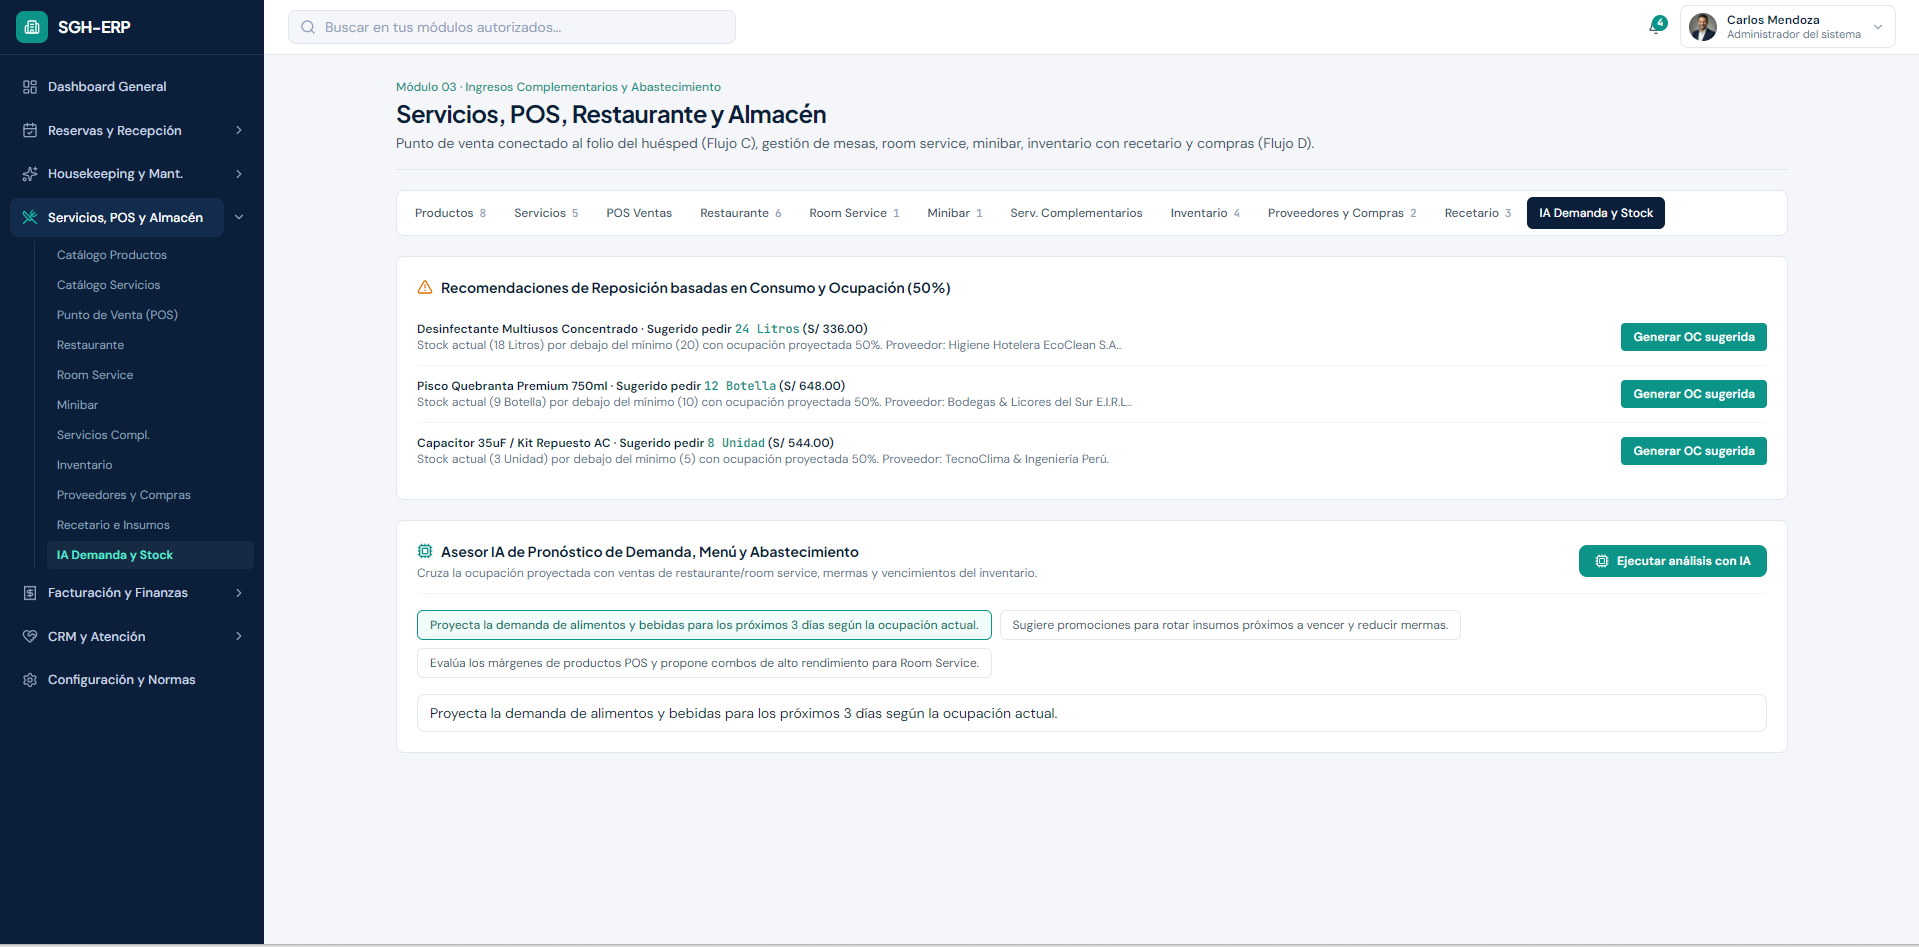 SGH-ERP
Buscar en tus módulos autorizados...
4
Carlos Mendoza
Administrador del sistema
Dashboard General
Reservas y Recepción
Housekeeping y Mant.
Servicios, POS y Almacén
Catálogo Productos
Catálogo Servicios
Punto de Venta (POS)
Restaurante
Room Service
Minibar
Servicios Compl.
Inventario
Proveedores y Compras
Recetario e Insumos
IA Demanda y Stock
Facturación y Finanzas
CRM y Atención
Configuración y Normas
Módulo 03 · Ingresos Complementarios y Abastecimiento
Servicios, POS, Restaurante y Almacén
Punto de venta conectado al folio del huésped (Flujo C), gestión de mesas, room service, minibar, inventario con recetario y compras (Flujo D).
Productos 8 Servicios 5 POS Ventas Restaurante 6 Room Service 1 Minibar 1 Serv. Complementarios Inventario 4 Proveedores y Compras 2 Recetario 3 IA Demanda y Stock
Recomendaciones de Reposición basadas en Consumo y Ocupación (50%)
Desinfectante Multiusos Concentrado · Sugerido pedir 24 Litros (S/ 336.00)
Stock actual (18 Litros) por debajo del mínimo (20) con ocupación proyectada 50%. Proveedor: Higiene Hotelera EcoClean S.A..
Generar OC sugerida
Pisco Quebranta Premium 750ml · Sugerido pedir 12 Botella (S/ 648.00)
Stock actual (9 Botella) por debajo del mínimo (10) con ocupación proyectada 50%. Proveedor: Bodegas & Licores del Sur E.I.R.L..
Generar OC sugerida
Capacitor 35uF / Kit Repuesto AC · Sugerido pedir 8 Unidad (S/ 544.00)
Stock actual (3 Unidad) por debajo del mínimo (5) con ocupación proyectada 50%. Proveedor: TecnoClima & Ingeniería Perú.
Generar OC sugerida
Asesor IA de Pronóstico de Demanda, Menú y Abastecimiento
Cruza la ocupación proyectada con ventas de restaurante/room service, mermas y vencimientos del inventario.
Ejecutar análisis con IA
Proyecta la demanda de alimentos y bebidas para los próximos 3 días según la ocupación actual.
Sugiere promociones para rotar insumos próximos a vencer y reducir mermas.
Evalúa los márgenes de productos POS y propone combos de alto rendimiento para Room Service.
Proyecta la demanda de alimentos y bebidas para los próximos 3 días según la ocupación actual.